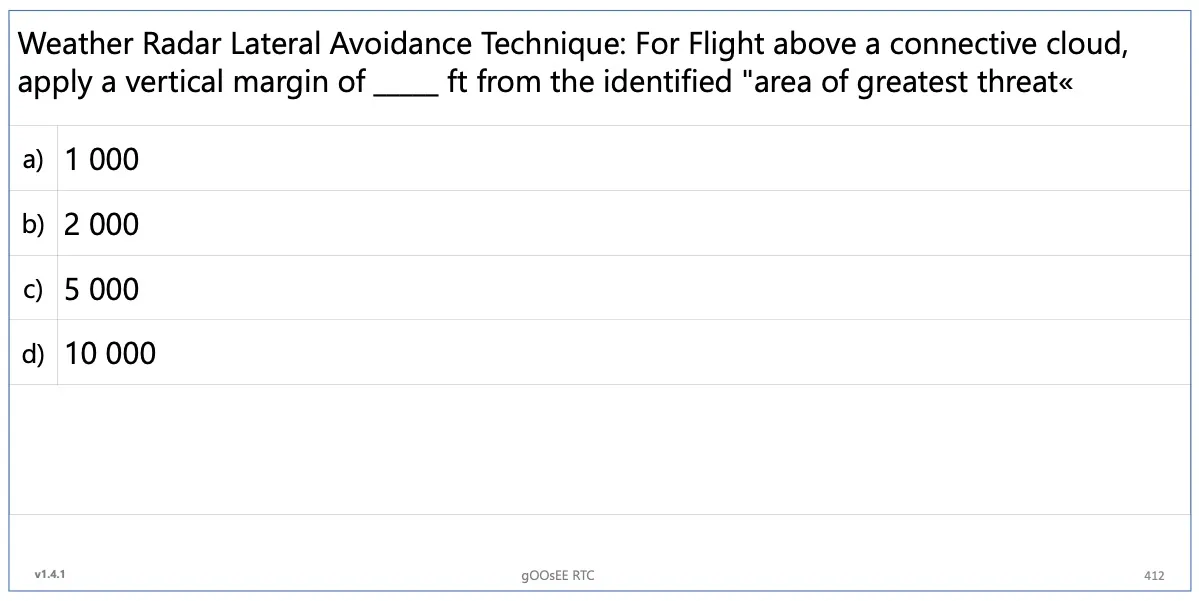 Weather Radar Lateral Avoidance Technique: For Flight above a connective cloud,
apply a vertical margin of _____ ft from the identified "area of greatest threat«
a) 1 000
b) 2 000
c) 5 000
d) 10 000
v1.4.1 gOOsEE RTC 412